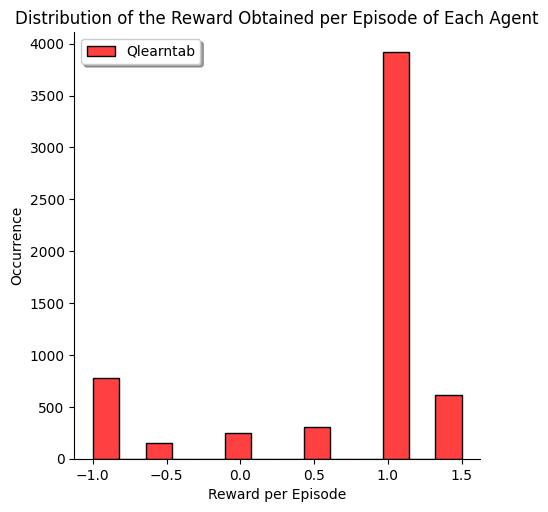 Distribution of the Reward Obtained per Episode of Each Agent
Qlearntab
4000
3500
3000
2500
2000
1500
1000
500
0
Occurrence
−1.0 −0.5 0.0 0.5 1.0 1.5
Reward per Episode